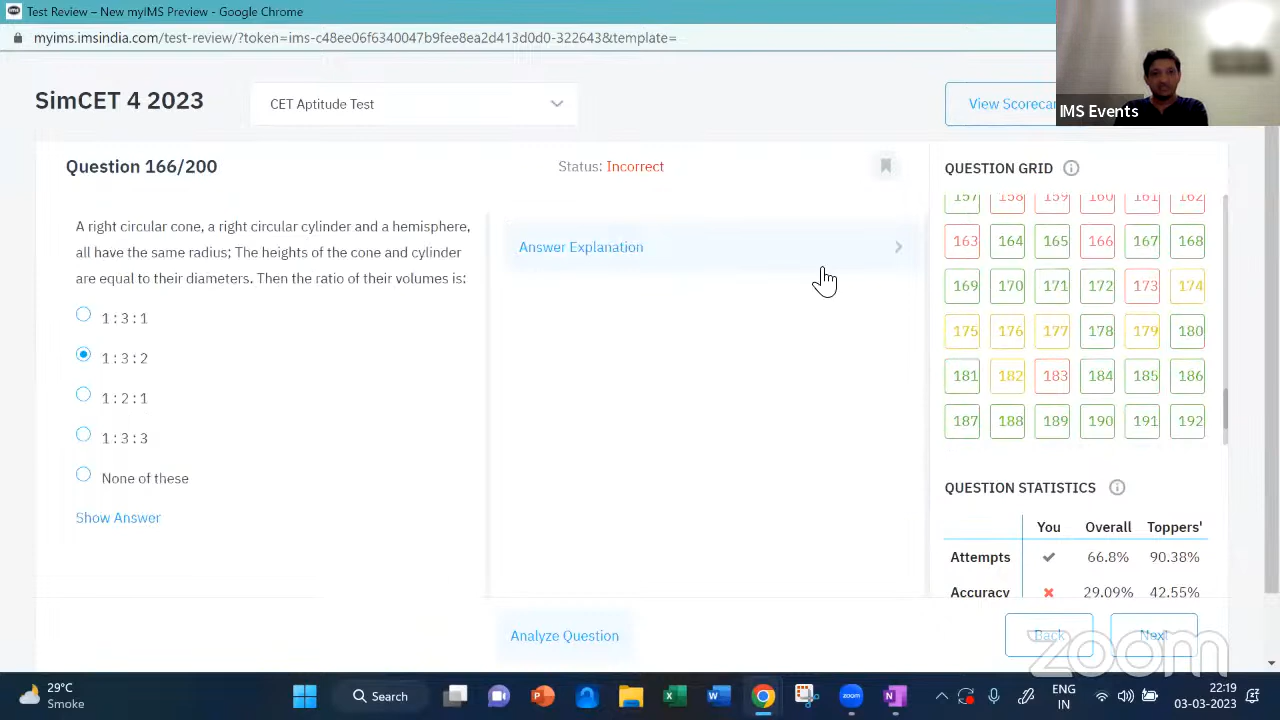 Test Review – New myIMS Preview - Google Chrome
myims.imsindia.com/test-review/?token=ims-c48ee06f6340047b9fee8ea2d413d0d0-322643&template=
SimCET 4 2023
CET Aptitude Test
View Scorecar
IMS Events
Question 166/200
Status: Incorrect
A right circular cone, a right circular cylinder and a hemisphere,
all have the same radius; The heights of the cone and cylinder
are equal to their diameters. Then the ratio of their volumes is:
1 : 3 : 1
1 : 3 : 2
1 : 2 : 1
1 : 3 : 3
None of these
Show Answer
Answer Explanation
Analyze Question
QUESTION GRID
157 158 159 160 161 162
163 164 165 166 167 168
169 170 171 172 173 174
175 176 177 178 179 180
181 182 183 184 185 186
187 188 189 190 191 192
QUESTION STATISTICS
You Overall Toppers'
Attempts 66.8% 90.38%
Accuracy 29.09% 42.55%
Back Next
zoom
29°C
Smoke
Search
zoom
ENG
IN
22:19
03-03-2023